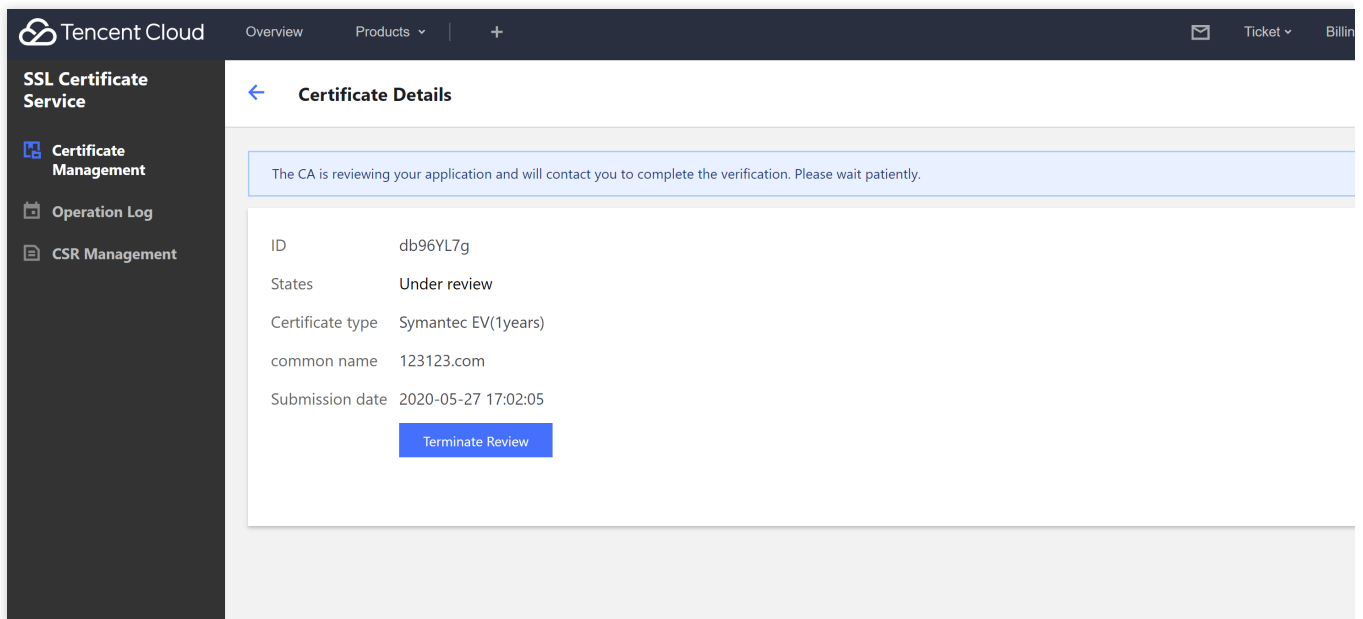 Tencent Cloud Overview Products + Ticket Billin
SSL Certificate
Service
Certificate Details
Certificate
Management
The CA is reviewing your application and will contact you to complete the verification. Please wait patiently.
Operation Log
CSR Management
ID db96YL7g
States Under review
Certificate type Symantec EV(1years)
common name 123123.com
Submission date 2020-05-27 17:02:05
Terminate Review